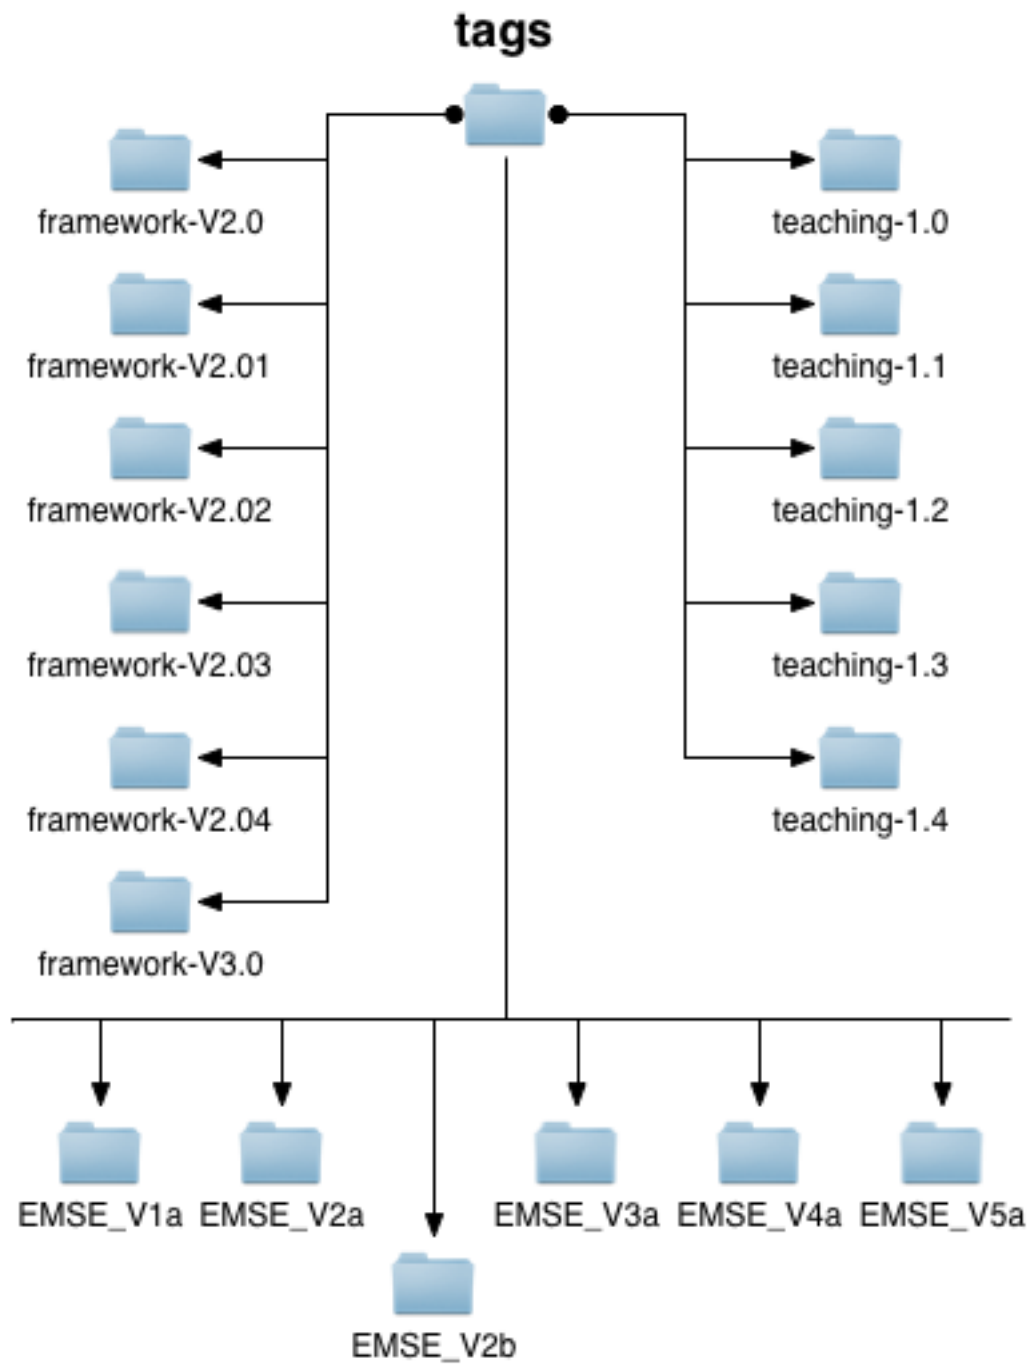 tags
framework-V2.0
teaching-1.0
framework-V2.01
teaching-1.1
framework-V2.02
teaching-1.2
framework-V2.03
teaching-1.3
framework-V2.04
teaching-1.4
framework-V3.0
EMSE_V1a
EMSE_V2a
EMSE_V3a
EMSE_V4a
EMSE_V5a
EMSE_V2b